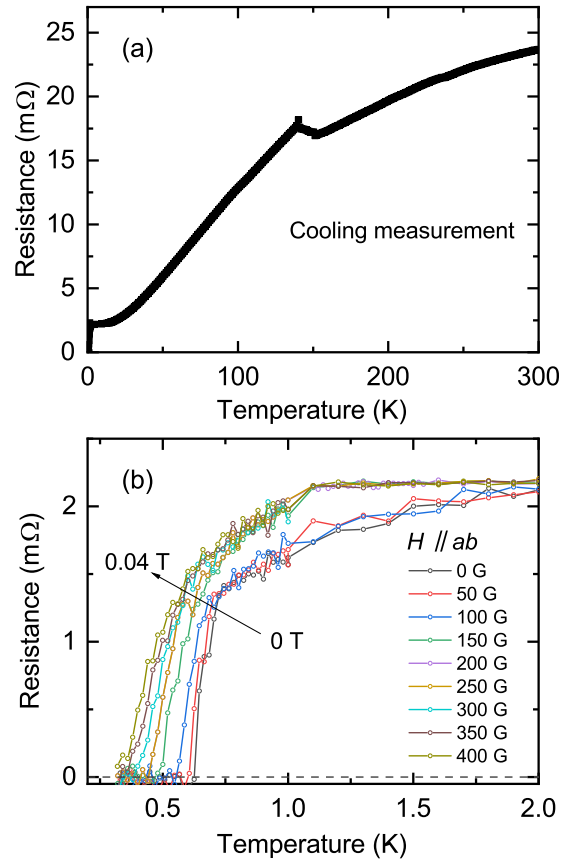 (a)
25
20
15
10
5
0
Resistance (mΩ)
Cooling measurement
0 100 200 300
Temperature (K)
(b)
2
1
0
Resistance (mΩ)
0.04 T
0 T
H // ab
0 G
50 G
100 G
150 G
200 G
250 G
300 G
350 G
400 G
0.5 1.0 1.5 2.0
Temperature (K)